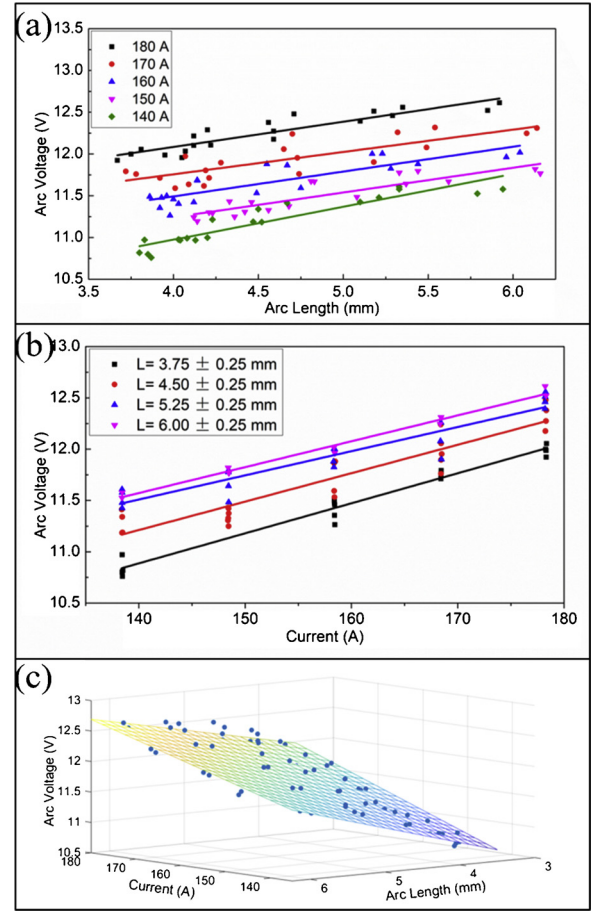 (a)
13.5
13.0
12.5
12.0
11.5
11.0
10.5
Arc Voltage (V)
180 A
170 A
160 A
150 A
140 A
3.5 4.0 4.5 5.0 5.5 6.0
Arc Length (mm)
(b)
13.0
12.5
12.0
11.5
11.0
10.5
Arc Voltage (V)
L= 3.75 ± 0.25 mm
L= 4.50 ± 0.25 mm
L= 5.25 ± 0.25 mm
L= 6.00 ± 0.25 mm
140 150 160 170 180
Current (A)
(c)
13
12.5
12
11.5
11
10.5
Arc Voltage (V)
180 170 160 150 140
Current (A)
6 5 4 3
Arc Length (mm)